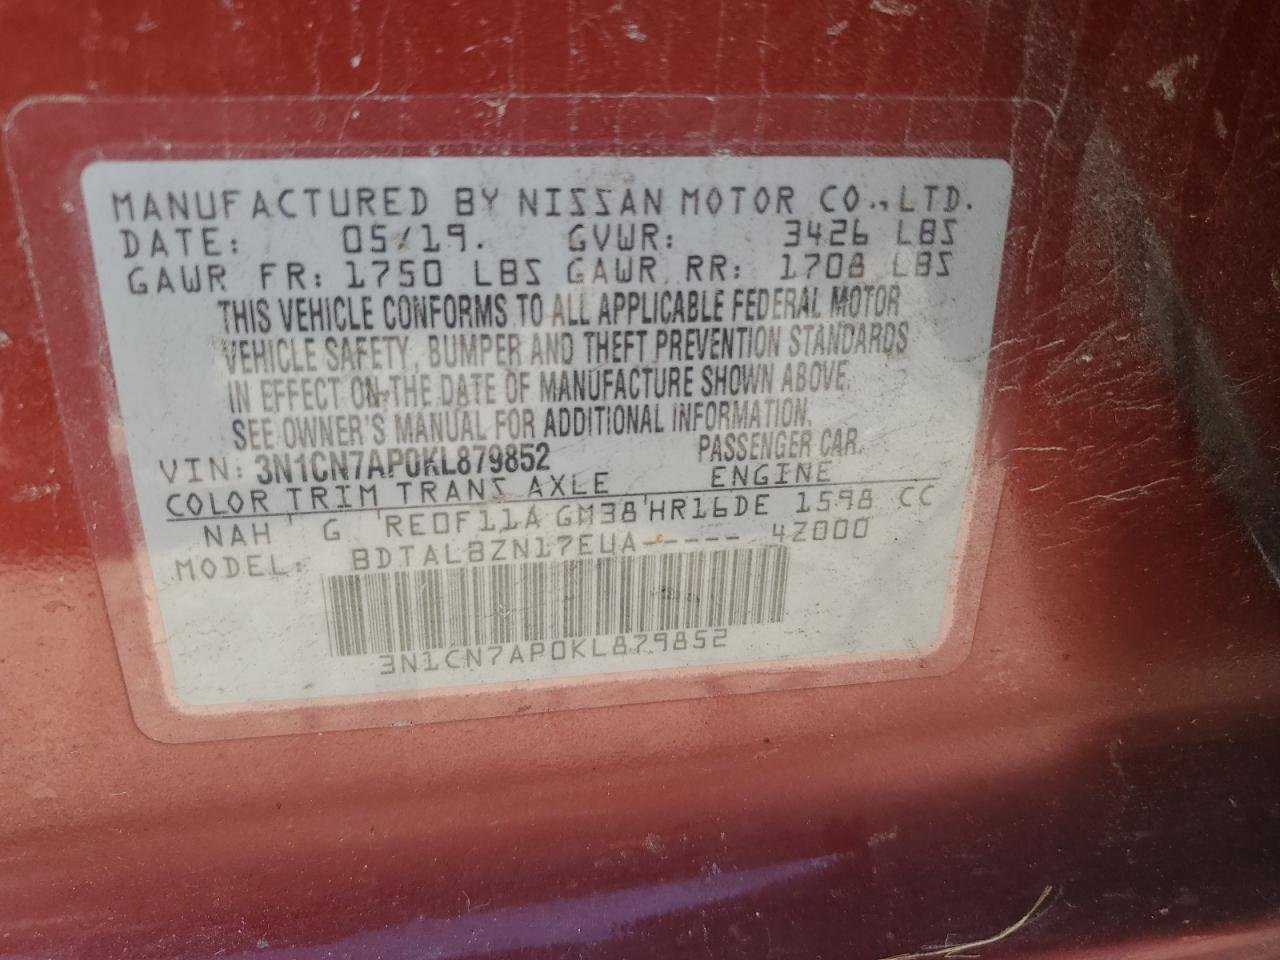 MANUFACTURED BY NISSAN MOTOR CO., LTD.
DATE: 05/19. GVWR: 3426 LBS
GAWR FR: 1750 LBS GAWR RR: 1708 LBS
THIS VEHICLE CONFORMS TO ALL APPLICABLE FEDERAL MOTOR
VEHICLE SAFETY, BUMPER AND THEFT PREVENTION STANDARDS
IN EFFECT ON THE DATE OF MANUFACTURE SHOWN ABOVE.
SEE OWNER'S MANUAL FOR ADDITIONAL INFORMATION.
VIN: 3N1CN7AP0KL879852 PASSENGER CAR.
COLOR TRIM TRANS AXLE ENGINE
NAH G RE0F11A GM38 HR16DE 1598 CC
MODEL: BDTALBZN17EUA----- 4Z000
3N1CN7AP0KL879852